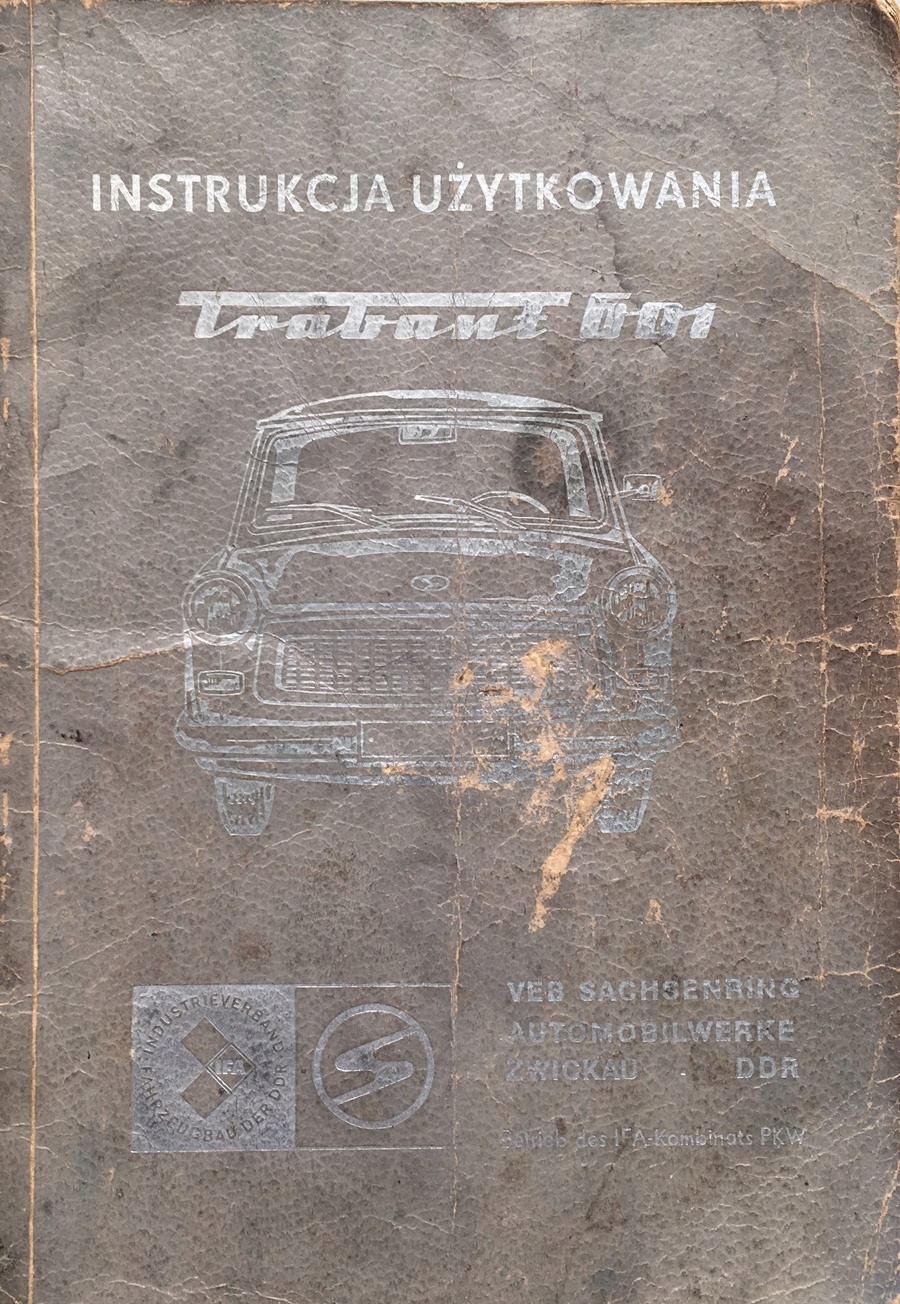 INSTRUKCJA UŻYTKOWANIA
Trabant 601
INDUSTRIEVERBAND
FAHRZEUGBAU DER DDR
IFA
VEB SACHSENRING
AUTOMOBILWERKE
ZWICKAU - DDR
Betrieb des IFA-Kombinats PKW